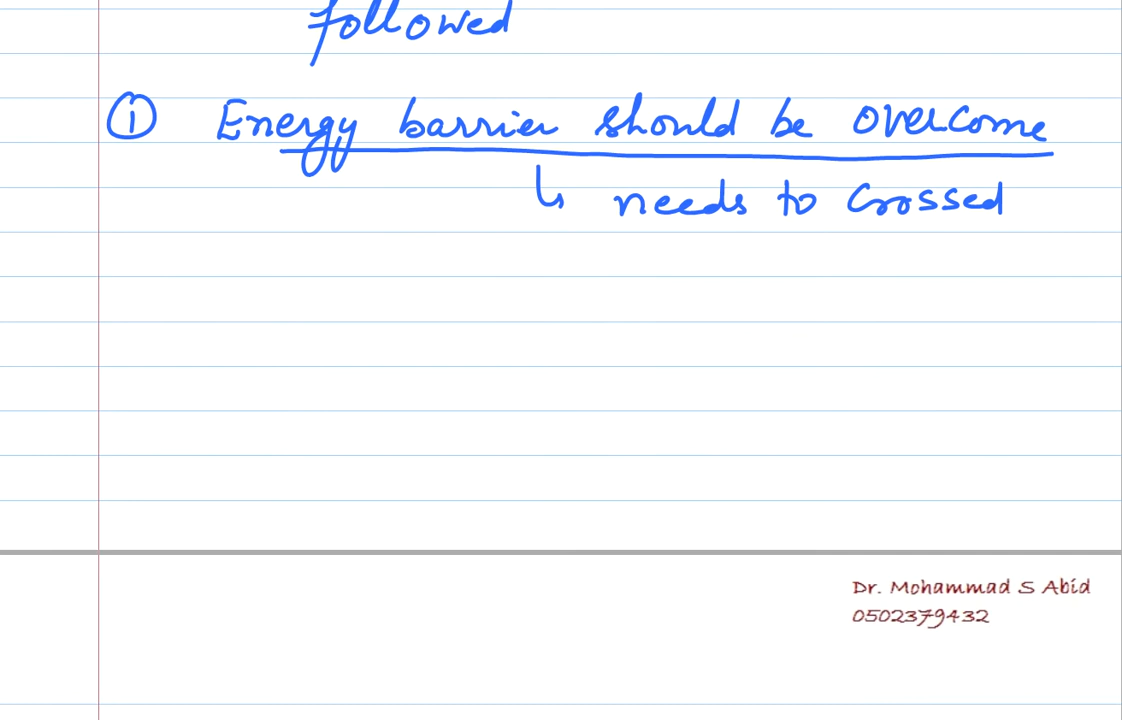 followed
① Energy barrier should be overcome
↳ needs to crossed
Dr. Mohammad S Abid
0502379432